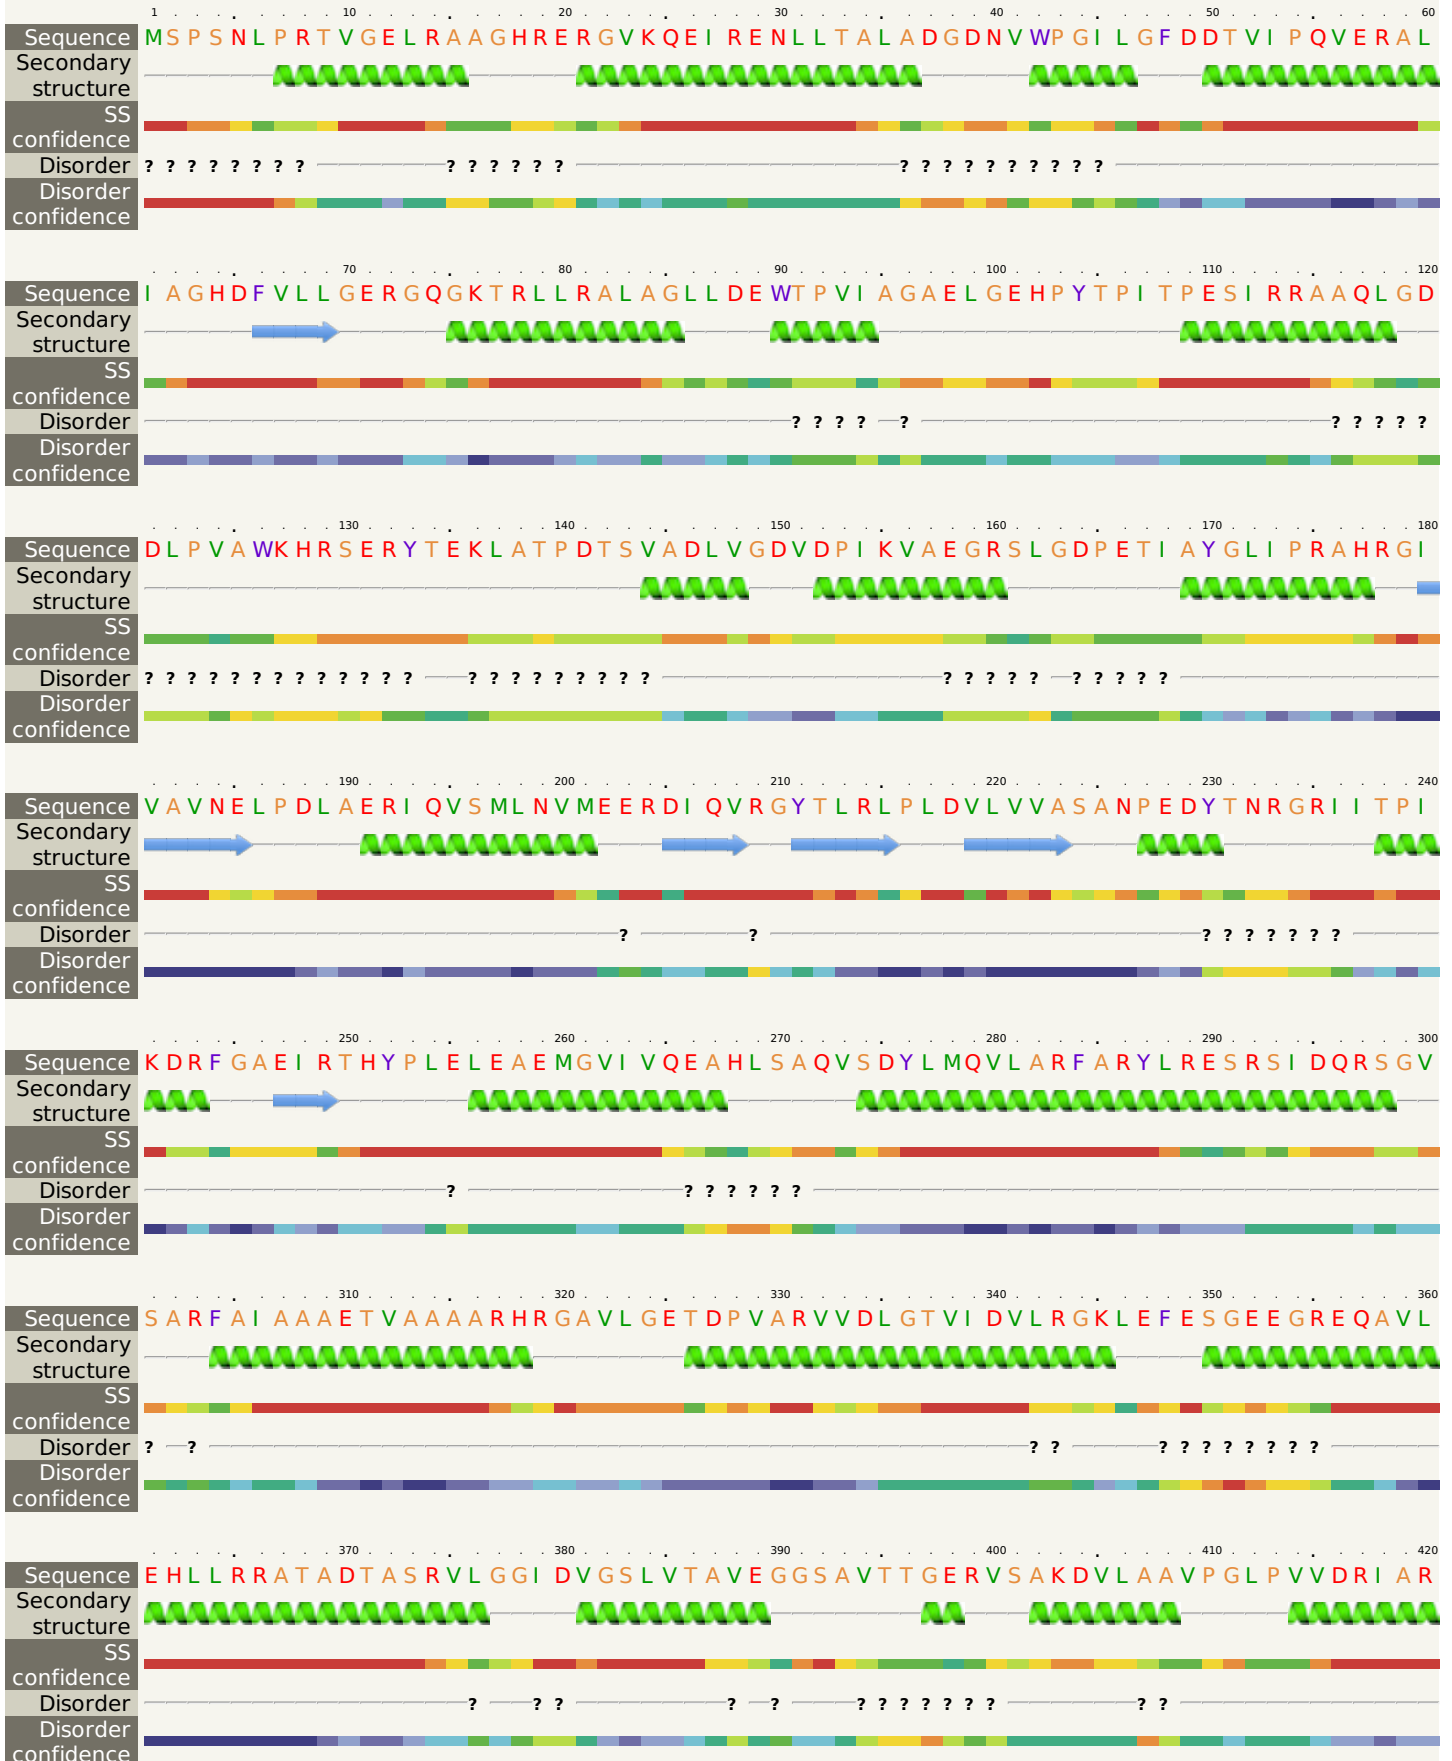 1 10 20 30 40 50 60
Sequence MSPSNLPRTVGELRAAGHRERGVKQEIRENLLTALADGDNVWPGILGFDDTVIPQVERAL
Secondary
structure
SS
confidence
Disorder ? ? ? ? ? ? ? ? ? ? ? ? ? ? ? ? ? ? ? ? ? ? ? ?
Disorder
confidence
70 80 90 100 110 120
Sequence IAGHDFVLLGERGQGKTRLLRALAGLLDEWTPVIAGAELGEHPYTPITPESIRRAAQLGD
Secondary
structure
SS
confidence
Disorder ? ? ? ? ? ? ? ? ? ?
Disorder
confidence
130 140 150 160 170 180
Sequence DLPVAWKHRSERYTEKLATPDTSVADLVGDVDPIKVAEGRSLGDPETIAYGLIPRAHRGI
Secondary
structure
SS
confidence
Disorder ? ? ? ? ? ? ? ? ? ? ? ? ? ? ? ? ? ? ? ? ? ? ? ? ? ? ? ? ? ? ? ?
Disorder
confidence
190 200 210 220 230 240
Sequence VAVNELPDLAERIQVSMLNVMEERDIQVRGYTLRLPLDVLVVASANPEDYTNRGRIITPI
Secondary
structure
SS
confidence
Disorder ? ? ? ? ? ? ? ? ?
Disorder
confidence
250 260 270 280 290 300
Sequence KDRFGAEIRTHYPLELEAEMGVIVQEAHLSAQVSDYLMQVLARFARYLRESRSIDQRSGV
Secondary
structure
SS
confidence
Disorder ? ? ? ? ? ? ?
Disorder
confidence
310 320 330 340 350 360
Sequence SARFAIAAAETVAAAARHRGAVLGETDPVARVVDLGTVIDVLRGKLEFESGEEGREQAVL
Secondary
structure
SS
confidence
Disorder ? ? ? ? ? ? ? ? ? ? ? ?
Disorder
confidence
370 380 390 400 410 420
Sequence EHLLRRATADTASRVLGGIDVGSLVTAVEGGSAVTTGERVSAKDVLAAVPGLPVVDRIAR
Secondary
structure
SS
confidence
Disorder ? ? ? ? ? ? ? ? ? ? ? ? ? ?
Disorder
confidence